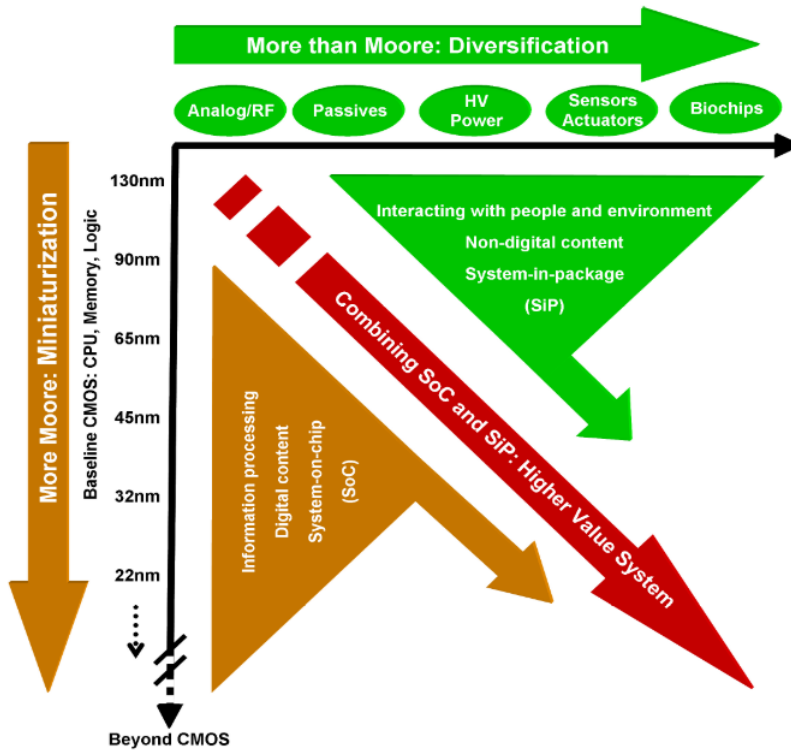 More than Moore: Diversification
Analog/RF
Passives
HV
Power
Sensors
Actuators
Biochips
More Moore: Miniaturization
Baseline CMOS: CPU, Memory, Logic
130nm
90nm
65nm
45nm
32nm
22nm
Beyond CMOS
Interacting with people and environment
Non-digital content
System-in-package
(SiP)
Combining SoC and SiP: Higher Value System
Information processing
Digital content
System-on-chip
(SoC)